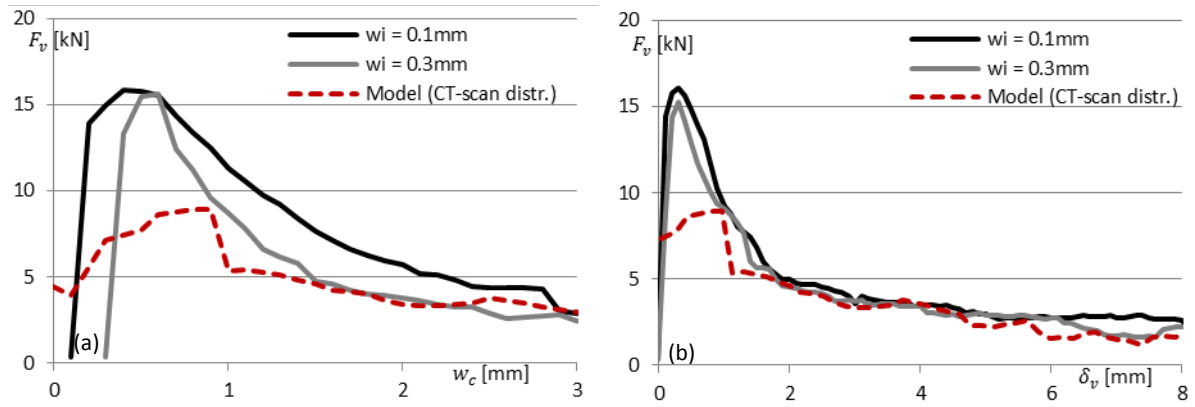 20
F_v [kN]
wi = 0.1mm
wi = 0.3mm
Model (CT-scan distr.)
15
10
5
0
(a)
0
1
w_c [mm]
2
3
20
F_v [kN]
wi = 0.1mm
wi = 0.3mm
Model (CT-scan distr.)
15
10
5
0
(b)
0
2
4
6
δ_v [mm]
8